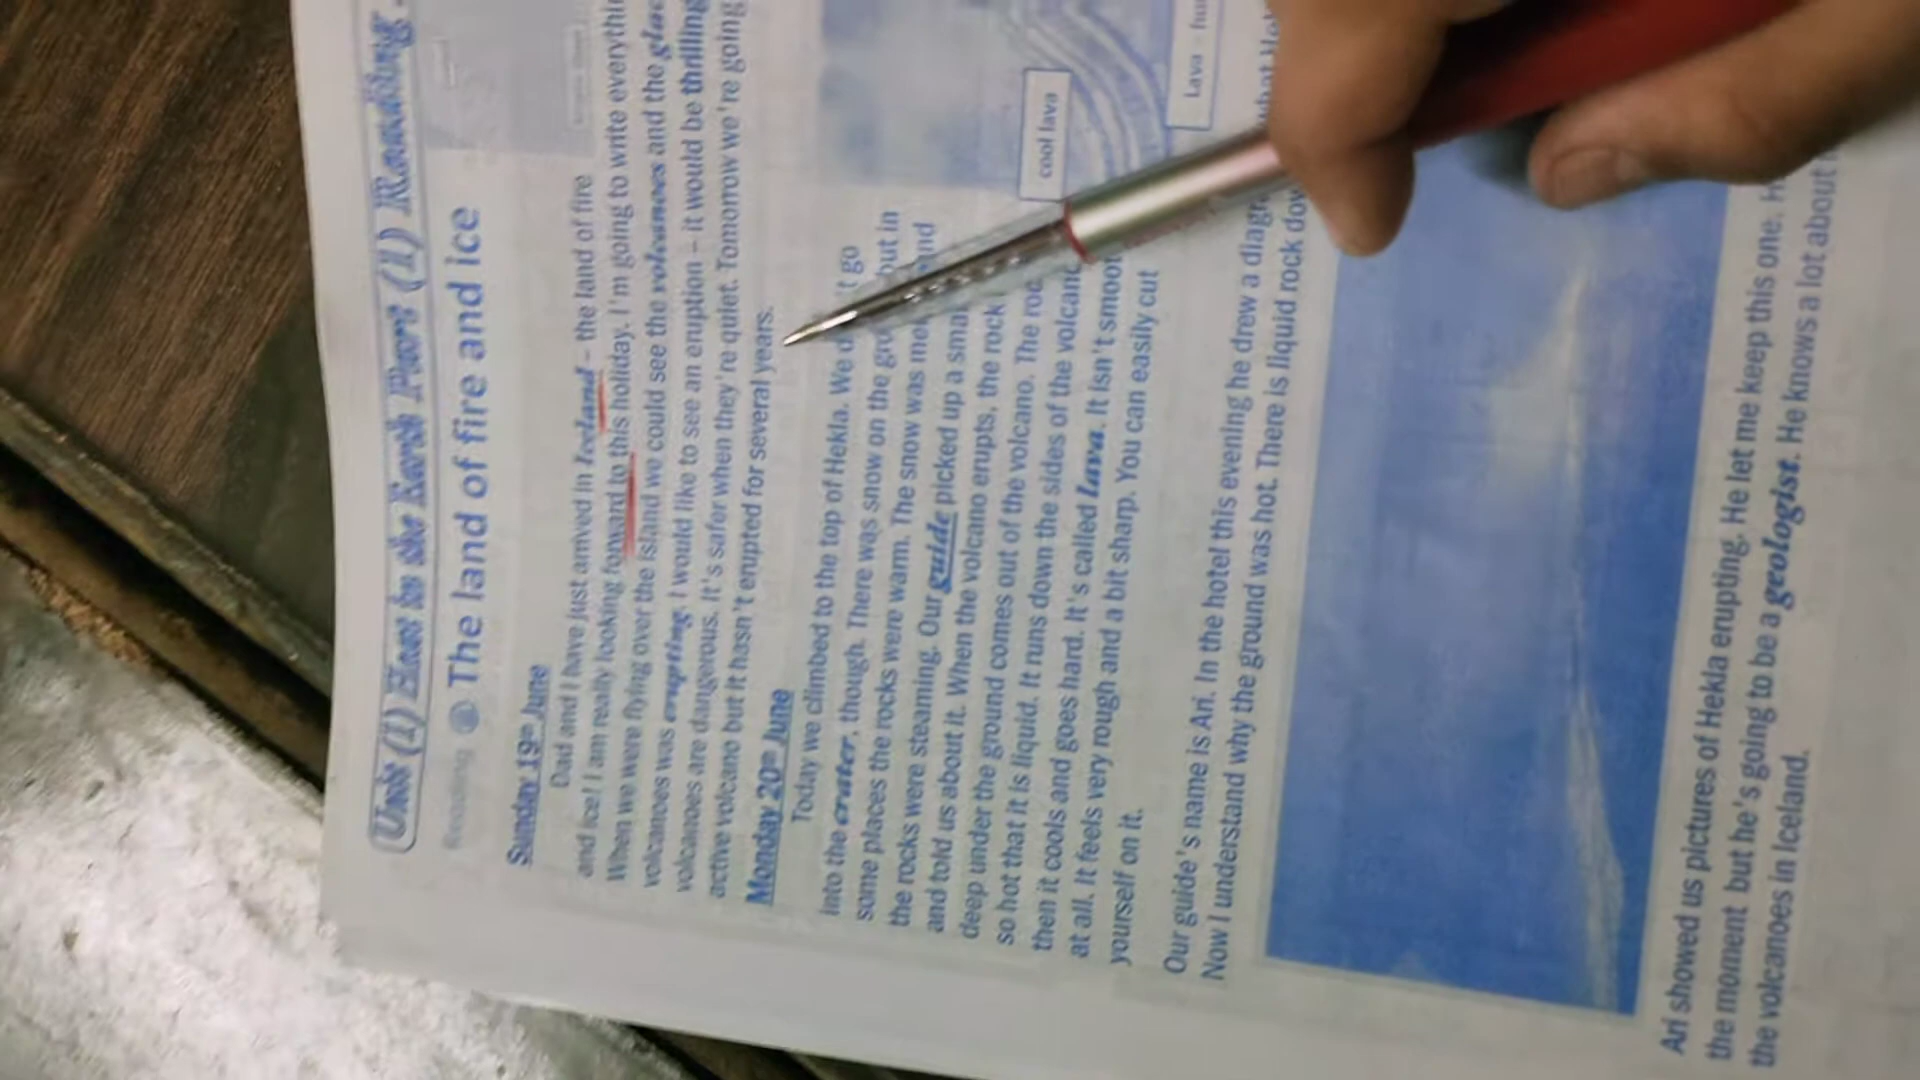 Unit (1) East to the Earth Part (1) Reading
Reading The land of fire and ice
Sunday 19th June
Dad and I have just arrived in Iceland – the land of fire
and ice! I am really looking forward to this holiday. I'm going to write
When we were flying over the island we could see the volcanoes and the
volcanoes was erupting. I would like to see an eruption – it would be thrilling
volcanoes are dangerous. It's safer when they're quiet. Tomorrow we're going
active volcano but it hasn't erupted for several years.
Monday 20th June
Today we climbed to the top of Hekla. We go
into the crater, though. There was snow on the but in
some places the rocks were warm. The snow was
the rocks were steaming. Our guide picked up a
and told us about it. When the volcano erupts, the rock
deep under the ground comes out of the volcano. The
so hot that it is liquid. It runs down the sides of the
then it cools and goes hard. It's called lava. It isn't
at all. It feels very rough and a bit sharp. You can easily cut
yourself on it.
cool lava
Lava
Our guide's name is Ari. In the hotel this evening he drew a
Now I understand why the ground was hot. There is liquid rock
Ari showed us pictures of Hekla erupting. He let me keep this one.
the moment but he's going to be a geologist. He knows a lot about
the volcanoes in Iceland.